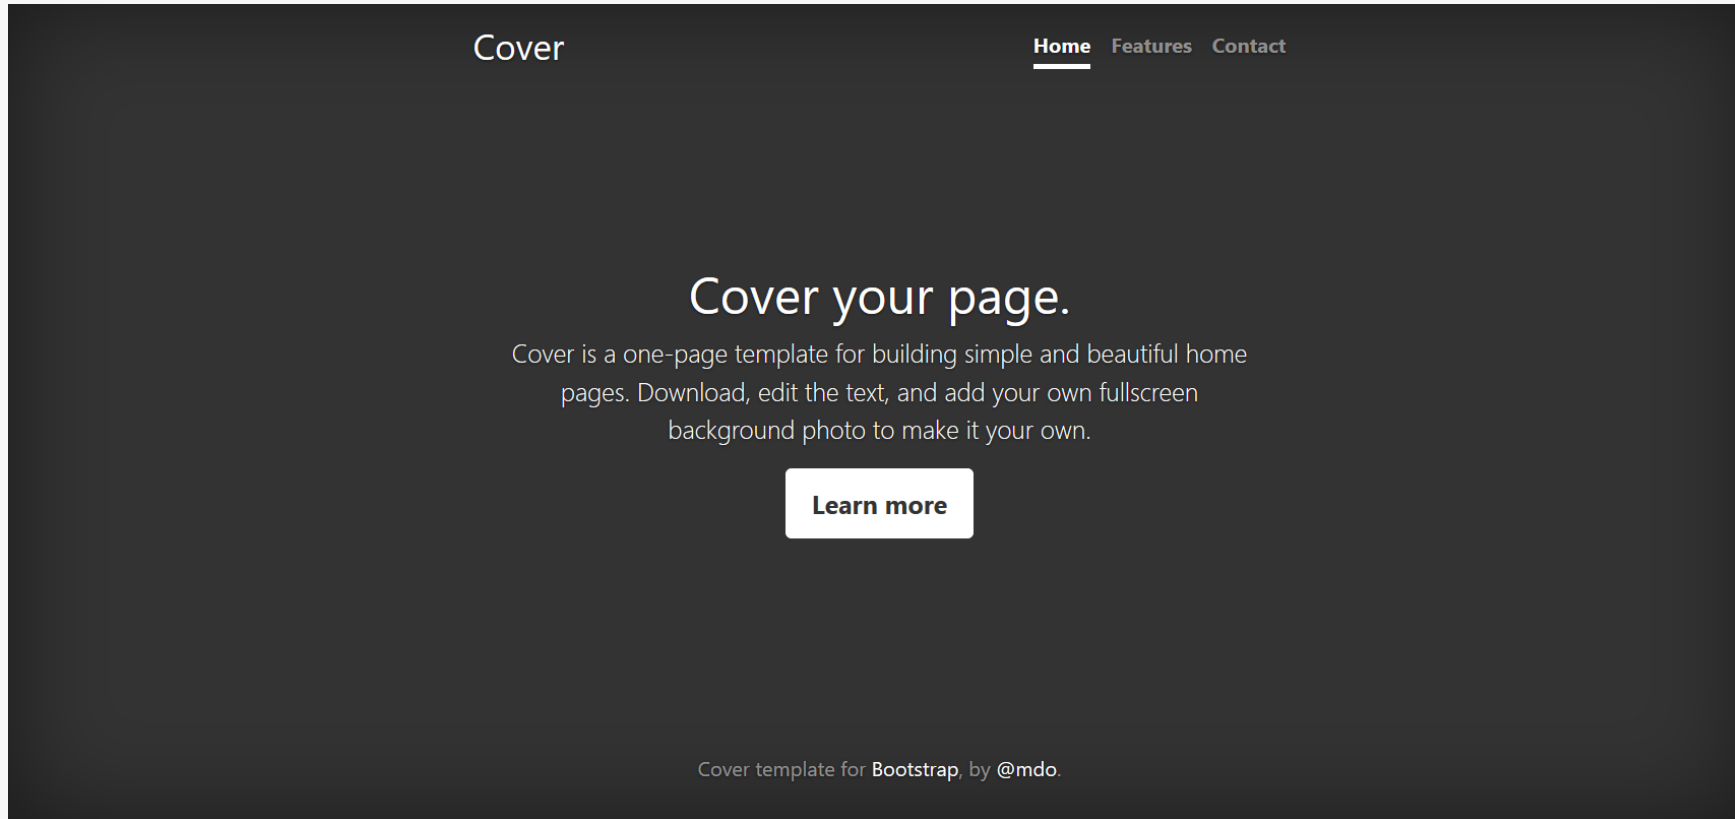 Cover
Home Features Contact
Cover your page.
Cover is a one-page template for building simple and beautiful home
pages. Download, edit the text, and add your own fullscreen
background photo to make it your own.
Learn more
Cover template for Bootstrap, by @mdo.